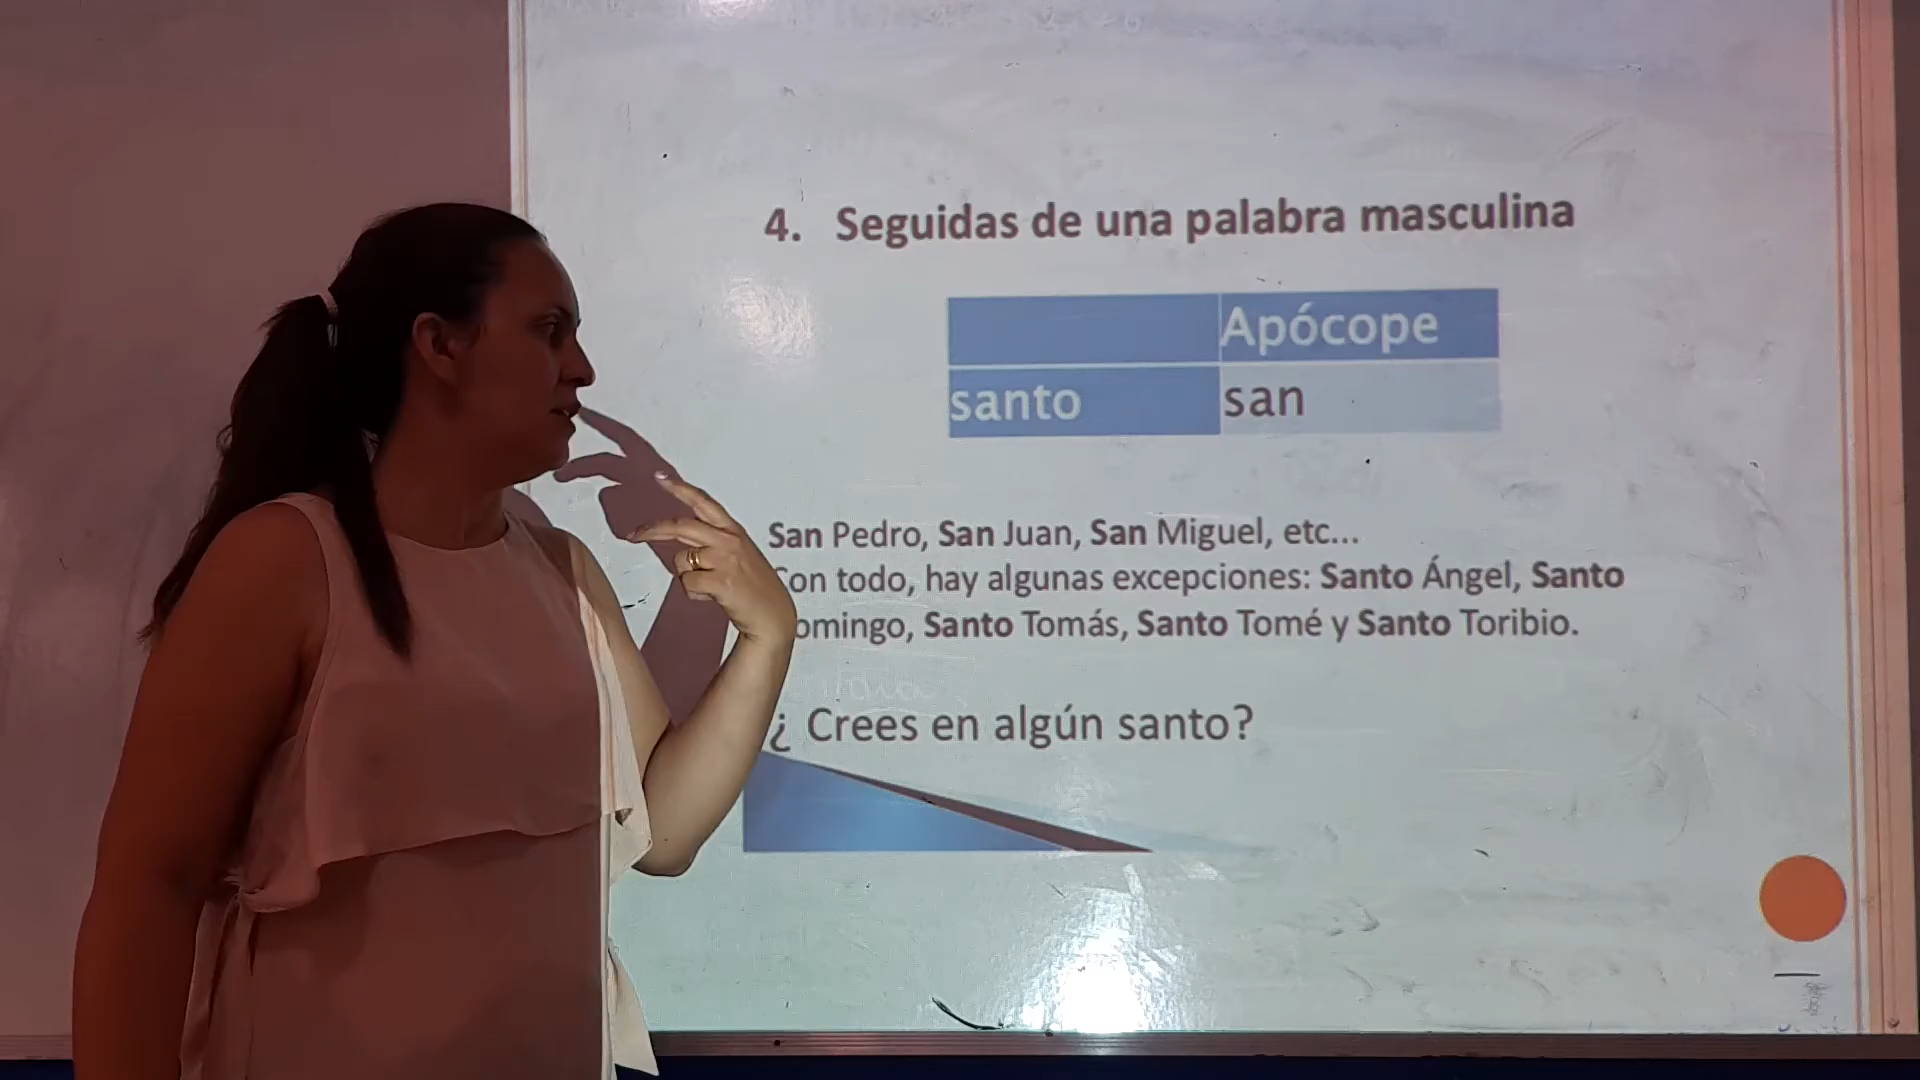 4. Seguidas de una palabra masculina
Apócope
santo san
San Pedro, San Juan, San Miguel, etc...
on todo, hay algunas excepciones: Santo Ángel, Santo
omingo, Santo Tomás, Santo Tomé y Santo Toribio.
¿ Crees en algún santo?